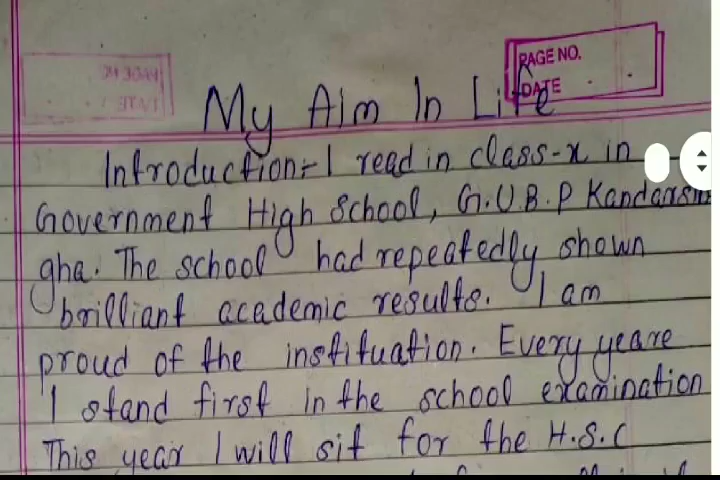 PAGE NO.
DATE
My Aim In Life
Introduction:- I read in class-x in
Government High School, G.U.B.P
gha. The school had repeatedly shown
brilliant academic results. I am
proud of the instituation. Every yeare
I stand first in the school examination
This year I will sit for the H.S.C